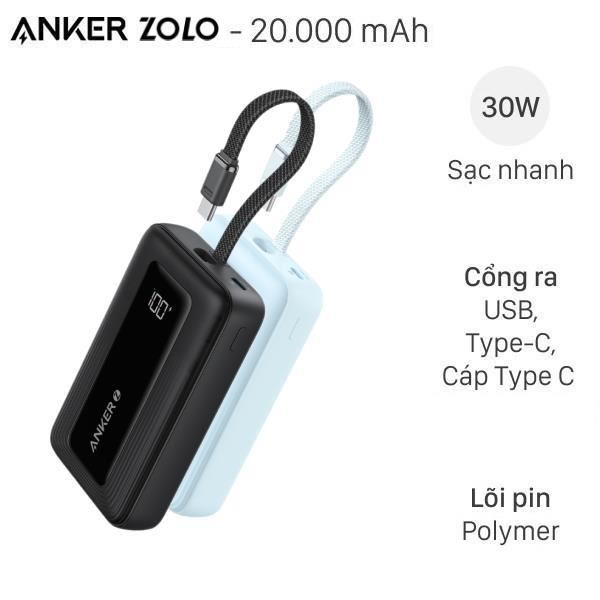 ANKER ZOLO - 20.000 mAh
30W
Sạc nhanh
Cổng ra
USB,
Type-C,
Cáp Type C
Lõi pin
Polymer
100
ANKER